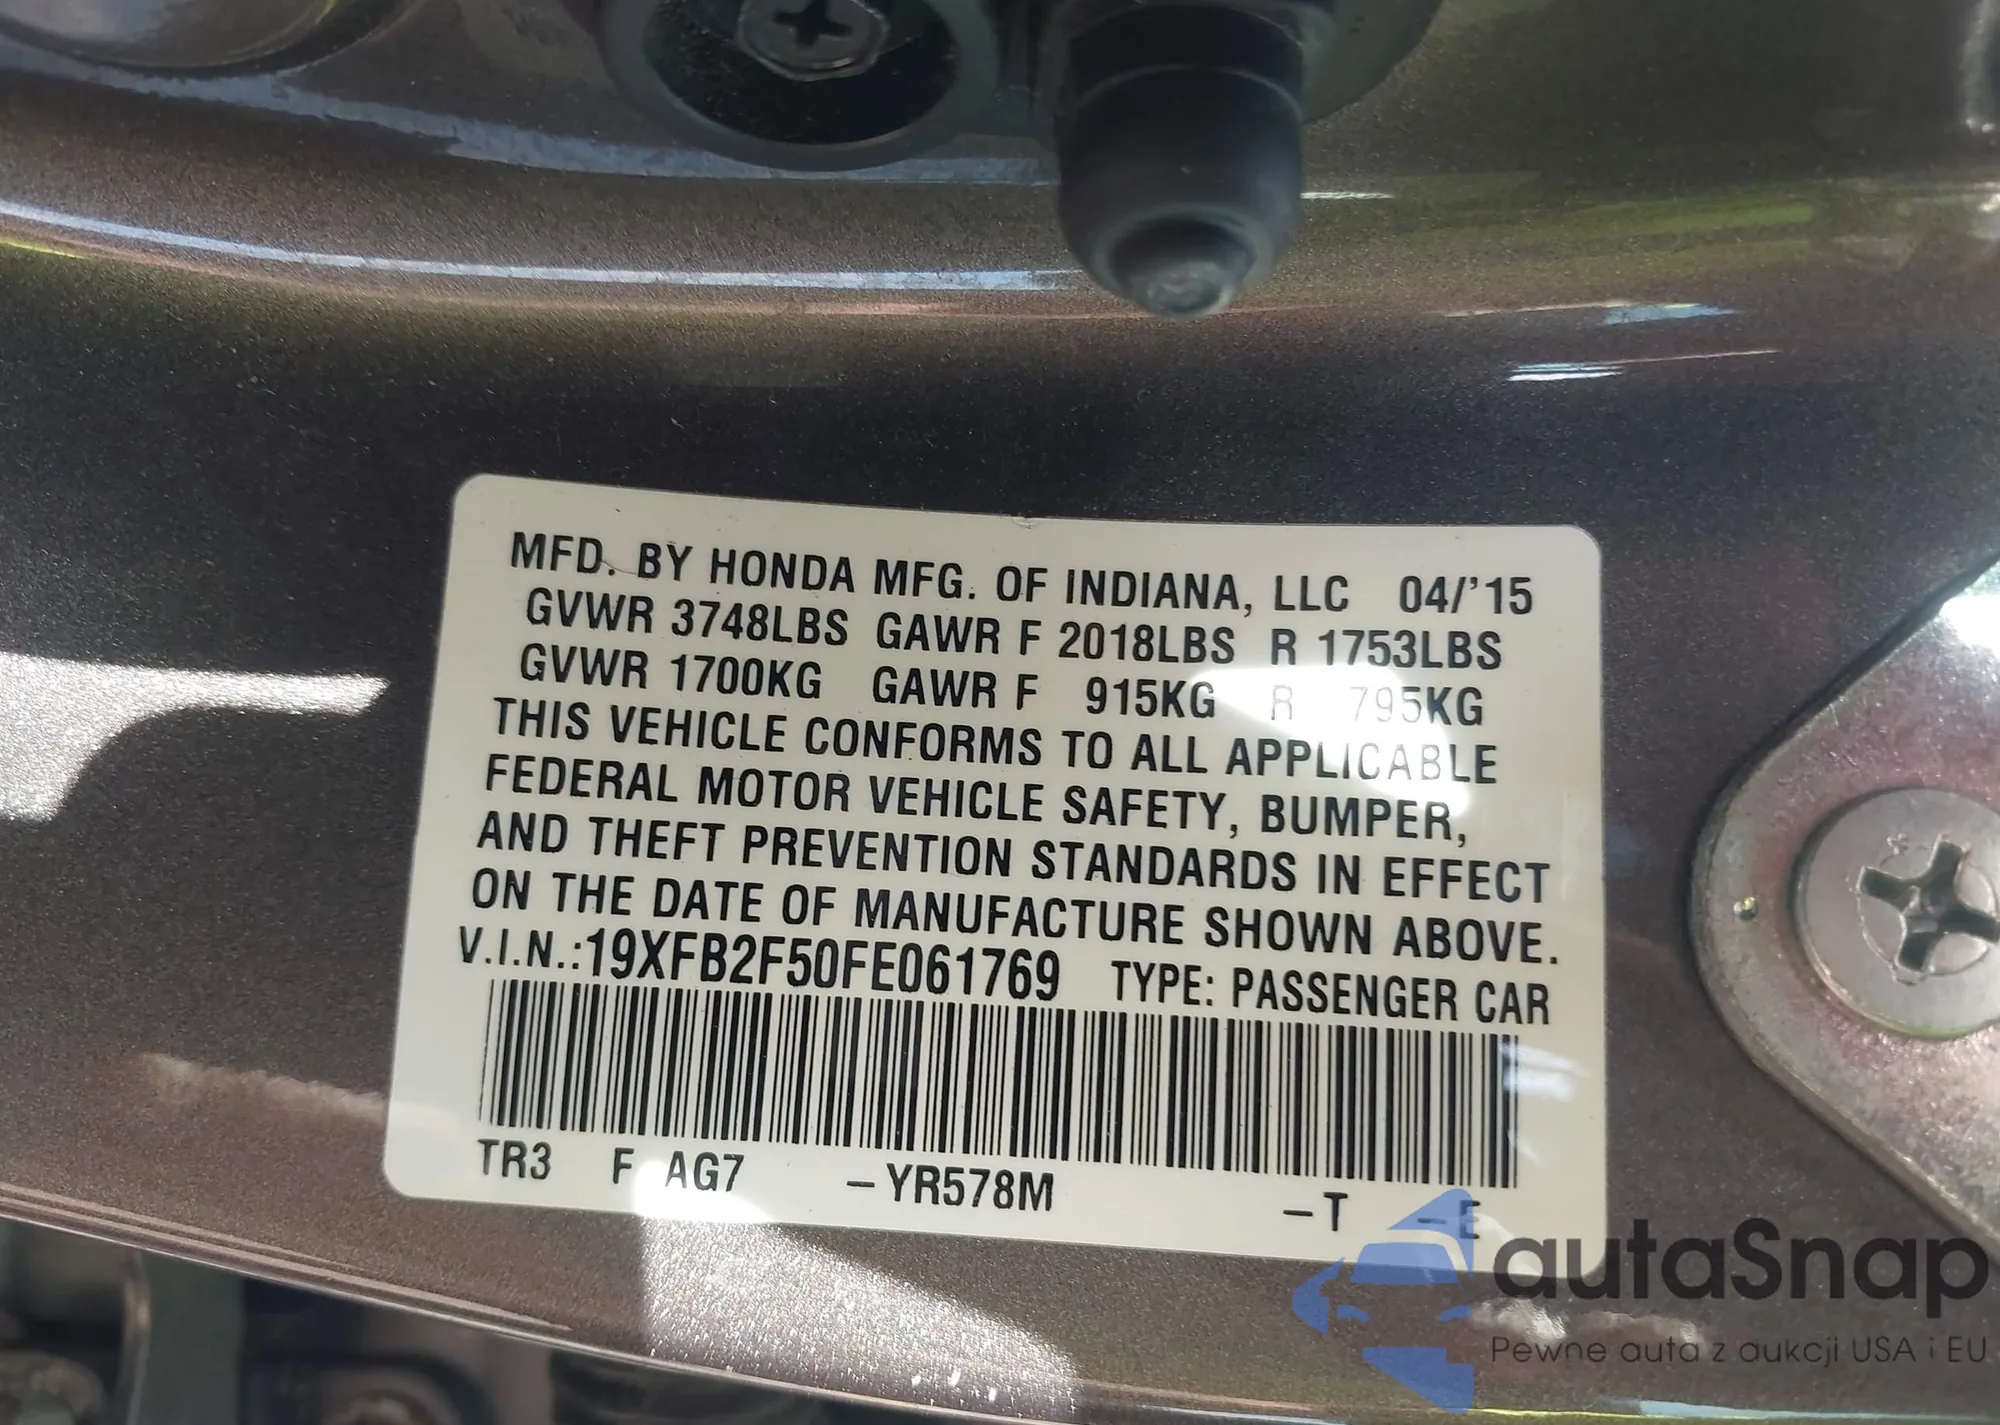 MFD. BY HONDA MFG. OF INDIANA, LLC 04/'15
GVWR 3748LBS GAWR F 2018LBS R 1753LBS
GVWR 1700KG GAWR F 915KG R 795KG
THIS VEHICLE CONFORMS TO ALL APPLICABLE
FEDERAL MOTOR VEHICLE SAFETY, BUMPER,
AND THEFT PREVENTION STANDARDS IN EFFECT
ON THE DATE OF MANUFACTURE SHOWN ABOVE.
V.I.N.:19XFB2F50FE061769 TYPE: PASSENGER CAR
TR3 F AG7 –YR578M –T –E
autaSnap
Pewne auta z aukcji USA i EU